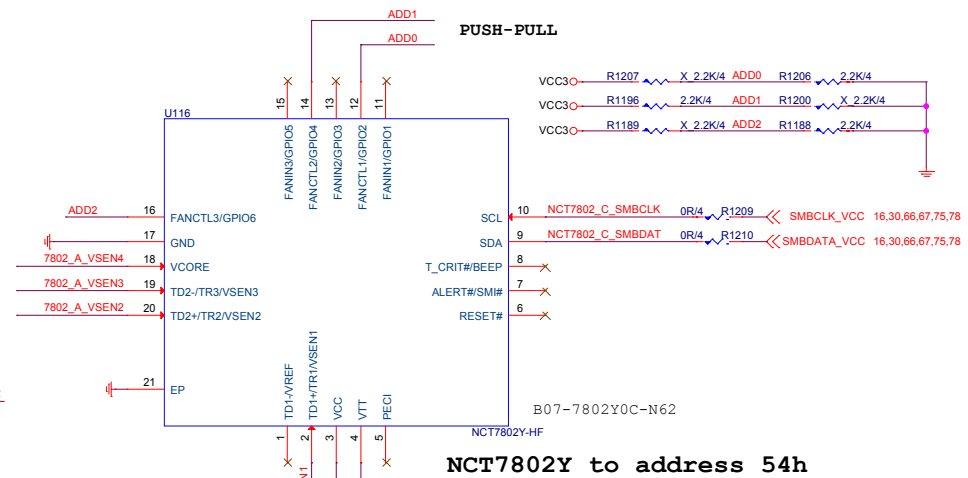 ADD1
ADD0
PUSH-PULL
VCC3 R1207 X_2.2K/4 ADD0 R1206 2.2K/4
VCC3 R1196 2.2K/4 ADD1 R1200 X_2.2K/4
VCC3 R1189 X_2.2K/4 ADD2 R1188 2.2K/4
15 14 13 12 11
U116
FANIN3/GPIO5
FANCTL2/GPIO4
FANIN2/GPIO3
FANCTL1/GPIO2
FANIN1/GPIO1
ADD2 16 FANCTL3/GPIO6
SCL 10 NCT7802_C_SMBCLK 0R/4 R1209 SMBCLK_VCC 16,30,66,67,75,78
17 GND
SDA 9 NCT7802_C_SMBDAT 0R/4 R1210 SMBDATA_VCC 16,30,66,67,75,78
7802_A_VSEN4 18 VCORE
T_CRIT#/BEEP 8
7802_A_VSEN3 19 TD2-/TR3/VSEN3
ALERT#/SMI# 7
7802_A_VSEN2 20 TD2+/TR2/VSEN2
RESET# 6
21 EP
TD1-/VREF
TD1+/TR1/VSEN1
VCC
VTT
PECI
B07-7802Y0C-N62
1 2 3 4 5
NCT7802Y-HF
NCT7802Y to address 54h